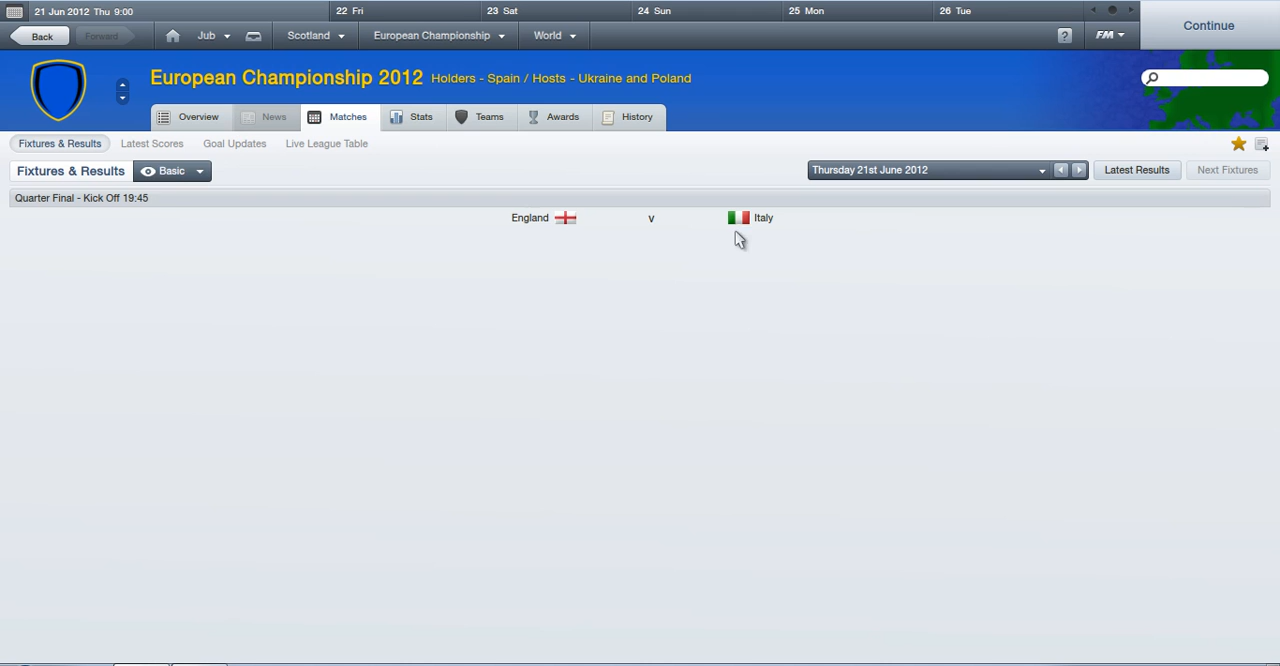 21 Jun 2012 Thu 9:00 22 Fri 23 Sat 24 Sun 25 Mon 26 Tue
Continue
Back Forward Jub Scotland European Championship World ? FM
European Championship 2012 Holders - Spain / Hosts - Ukraine and Poland
Overview News Matches Stats Teams Awards History
Fixtures & Results Latest Scores Goal Updates Live League Table
Fixtures & Results Basic Thursday 21st June 2012 Latest Results Next Fixtures
Quarter Final - Kick Off 19:45
England v Italy